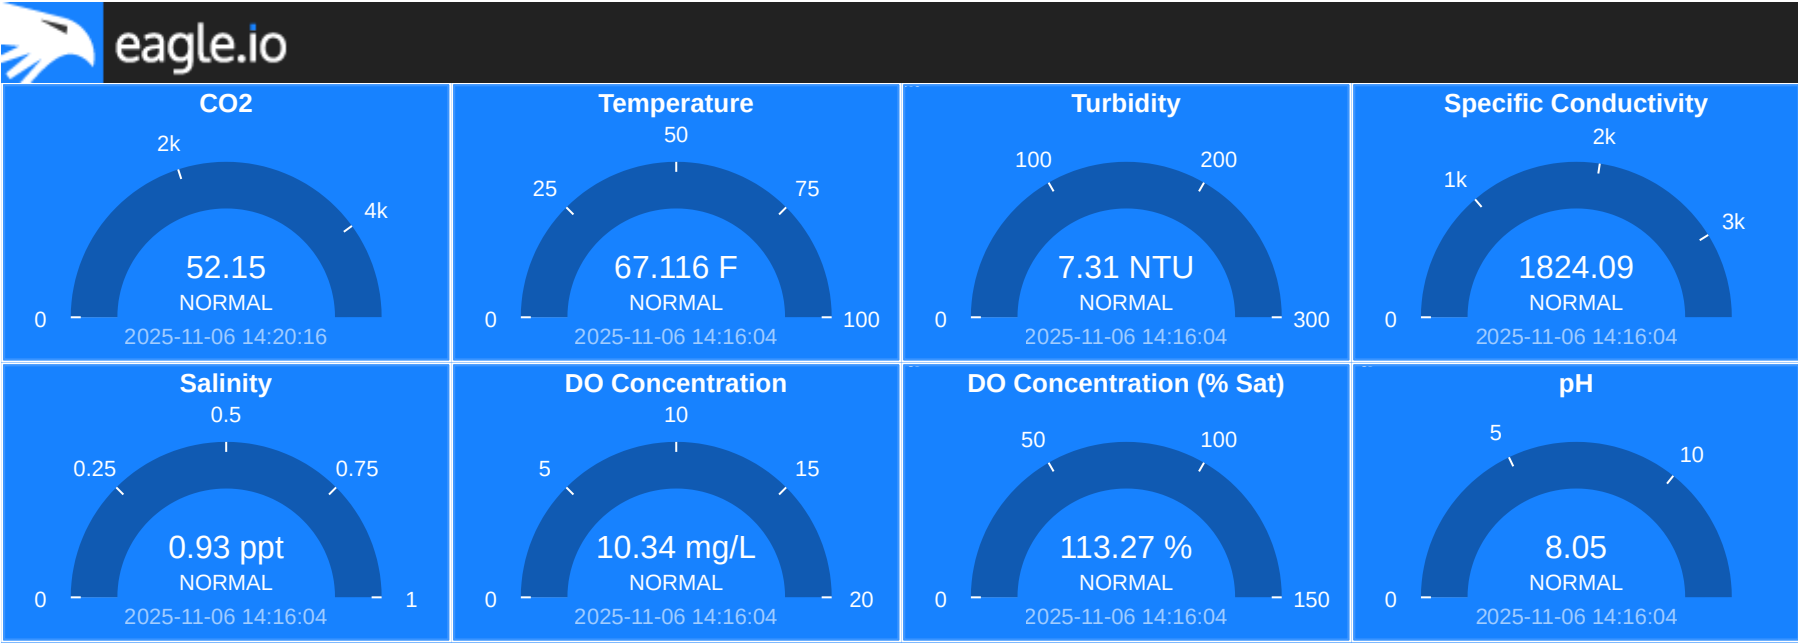 eagle.io
CO2
2k
4k
0
52.15
NORMAL
2025-11-06 14:20:16
Temperature
50
25
75
0
100
67.116 F
NORMAL
2025-11-06 14:16:04
Turbidity
100
200
0
300
7.31 NTU
NORMAL
2025-11-06 14:16:04
Specific Conductivity
2k
1k
3k
0
1824.09
NORMAL
2025-11-06 14:16:04
Salinity
0.5
0.25
0.75
0
1
0.93 ppt
NORMAL
2025-11-06 14:16:04
DO Concentration
10
5
15
0
20
10.34 mg/L
NORMAL
2025-11-06 14:16:04
DO Concentration (% Sat)
50
100
0
150
113.27 %
NORMAL
2025-11-06 14:16:04
pH
5
10
0
8.05
NORMAL
2025-11-06 14:16:04